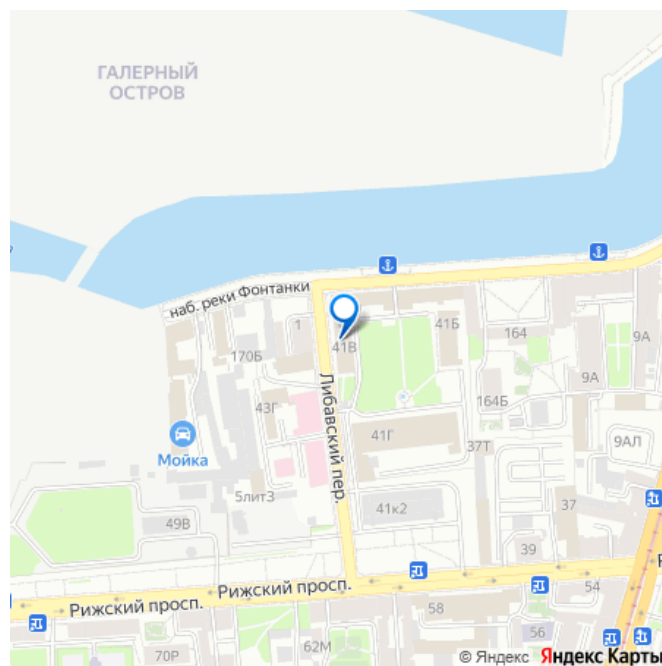 ГАЛЕРНЫЙ
ОСТРОВ
наб. реки Фонтанки
1
41В
41Б
164
9А
9А
170Б
43Г
164Б
Либавский пер.
41Г
37Т
9АЛ
Мойка
5лит3
41к2
37
49В
39
Рижский просп.
Рижский просп.
54
58
56
62М
70Р
© Яндекс Яндекс Карты